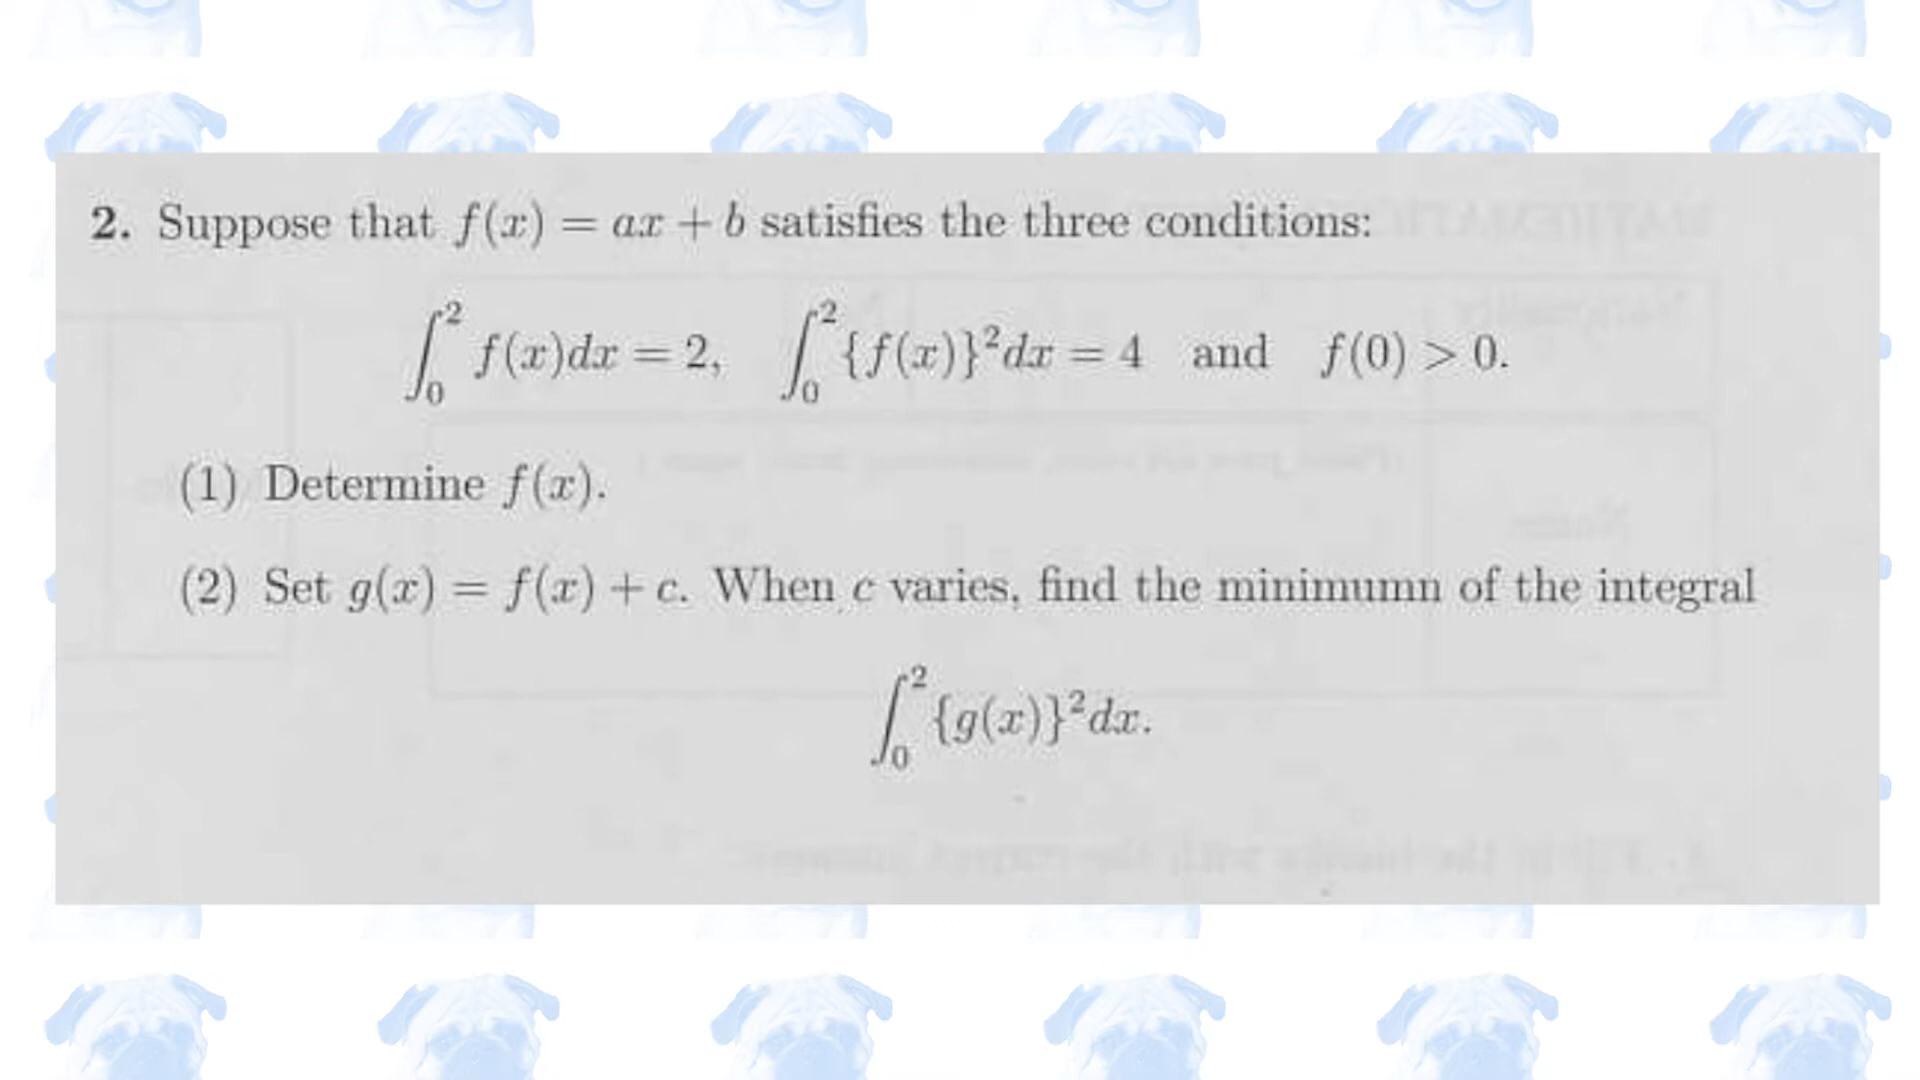 2. Suppose that f(x) = ax + b satisfies the three conditions:
∫₀² f(x)dx = 2, ∫₀² {f(x)}²dx = 4 and f(0) > 0.
(1) Determine f(x).
(2) Set g(x) = f(x) + c. When c varies, find the minimumn of the integral
∫₀² {g(x)}²dx.